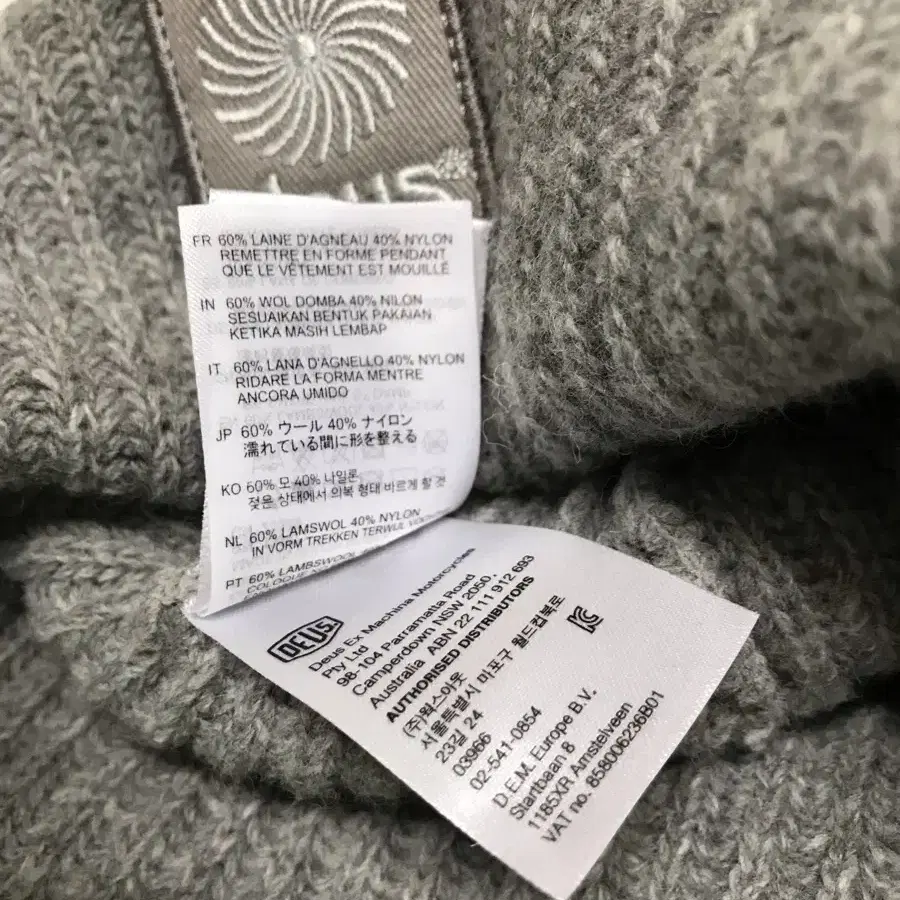 FR 60% LAINE D'AGNEAU 40% NYLON
REMETTRE EN FORME PENDANT
QUE LE VÊTEMENT EST MOUILLÉ
IN 60% WOL DOMBA 40% NILON
SESUAIKAN BENTUK PAKAIAN
KETIKA MASIH LEMBAP
IT 60% LANA D'AGNELLO 40% NYLON
RIDARE LA FORMA MENTRE
ANCORA UMIDO
JP 60% ウール 40% ナイロン
濡れている間に形を整える
KO 60% 모 40% 나일론
젖은 상태에서 의복 형태 바르게 할 것
NL 60% LAMSWOL 40% NYLON
IN VORM TREKKEN TERWIJL
PT 60% LAMBSWOOL
COLOQUE
DEUS
Deus Ex Machina Motorcycles
Pty Ltd
98-104 Parramatta Road
Camperdown NSW 2050,
Australia ABN 22 111 912 693
AUTHORISED DISTRIBUTORS
(주)웍스아웃
서울특별시 마포구 월드컵북로
23길 24
03966
02-541-0854
D.E.M. Europe B.V.
Startbaan 8
1185XR Amstelveen
VAT no. 858006236B01